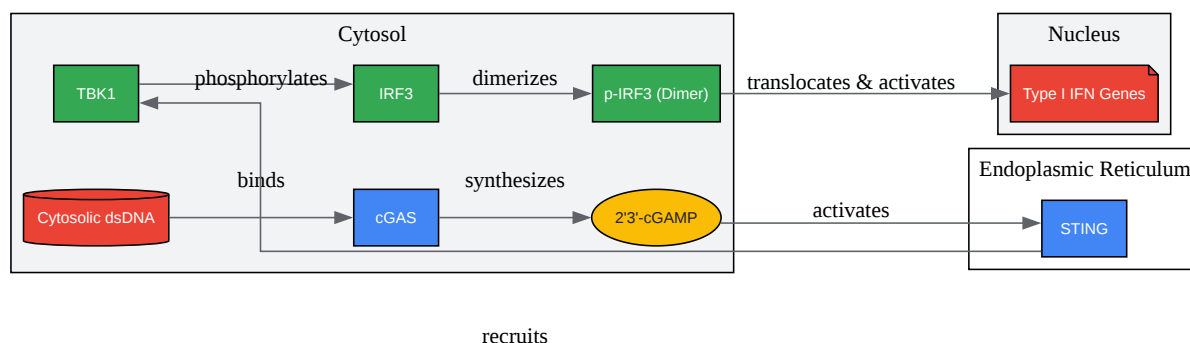 Cytosol
Nucleus
TBK1
phosphorylates
IRF3
dimerizes
p-IRF3 (Dimer)
translocates & activates
Type I IFN Genes
Endoplasmic Reticulum
Cytosolic dsDNA
binds
cGAS
synthesizes
2'3'-cGAMP
activates
STING
recruits